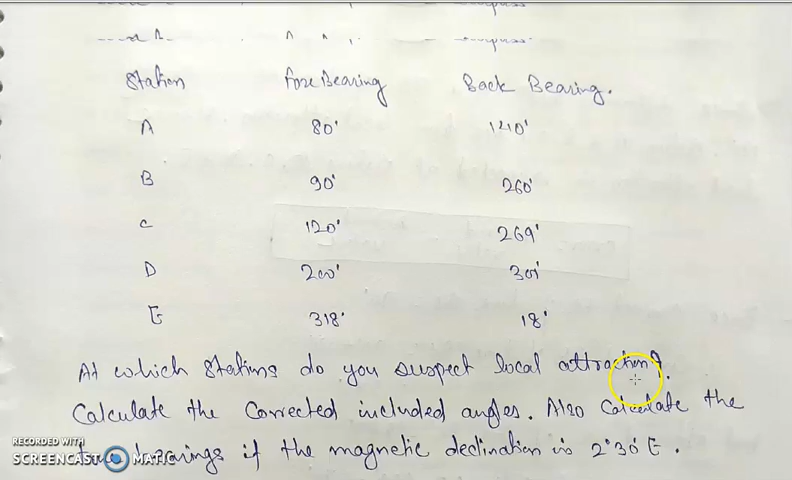 Station Fore Bearing Back Bearing.
A 80' 140'
B 90' 260'
C 120' 269'
D 200' 301'
E 318' 18'
At which stations do you suspect local attraction?
Calculate the corrected included angles. Also calculate the
bearings if the magnetic declination is 2°30' E.
RECORDED WITH
SCREENCAST MATIC